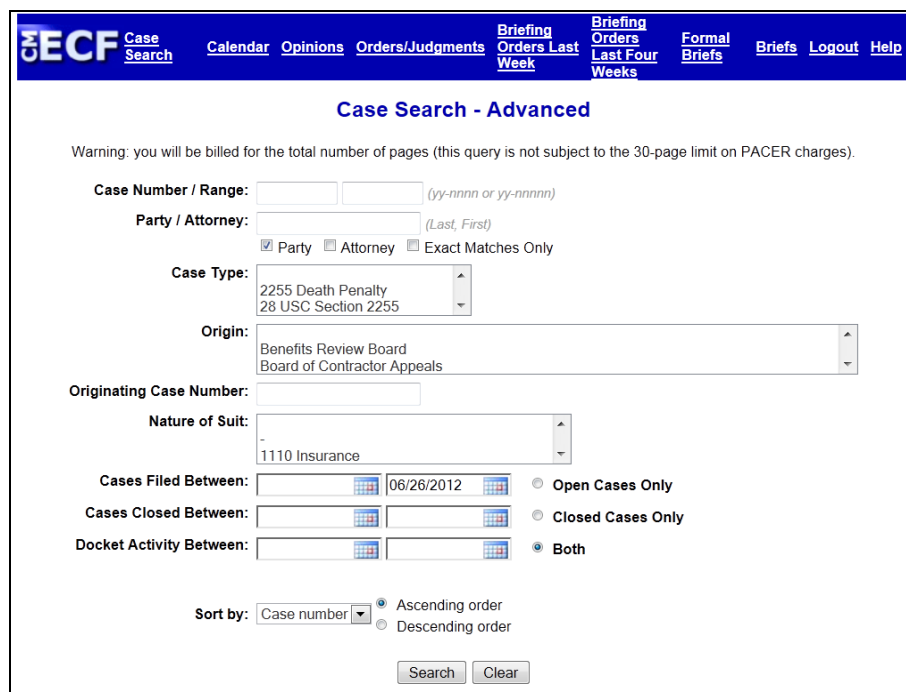 CM ECF Case Search Calendar Opinions Orders/Judgments Briefing Orders Last Week Briefing Orders Last Four Weeks Formal Briefs Briefs Logout Help
Case Search - Advanced
Warning: you will be billed for the total number of pages (this query is not subject to the 30-page limit on PACER charges).
Case Number / Range: (yy-nnnn or yy-nnnnn)
Party / Attorney: (Last, First)
Party Attorney Exact Matches Only
Case Type:
2255 Death Penalty
28 USC Section 2255
Origin:
Benefits Review Board
Board of Contractor Appeals
Originating Case Number:
Nature of Suit:
-
1110 Insurance
Cases Filed Between: 06/26/2012 Open Cases Only
Cases Closed Between: Closed Cases Only
Docket Activity Between: Both
Sort by: Case number Ascending order
Descending order
Search Clear